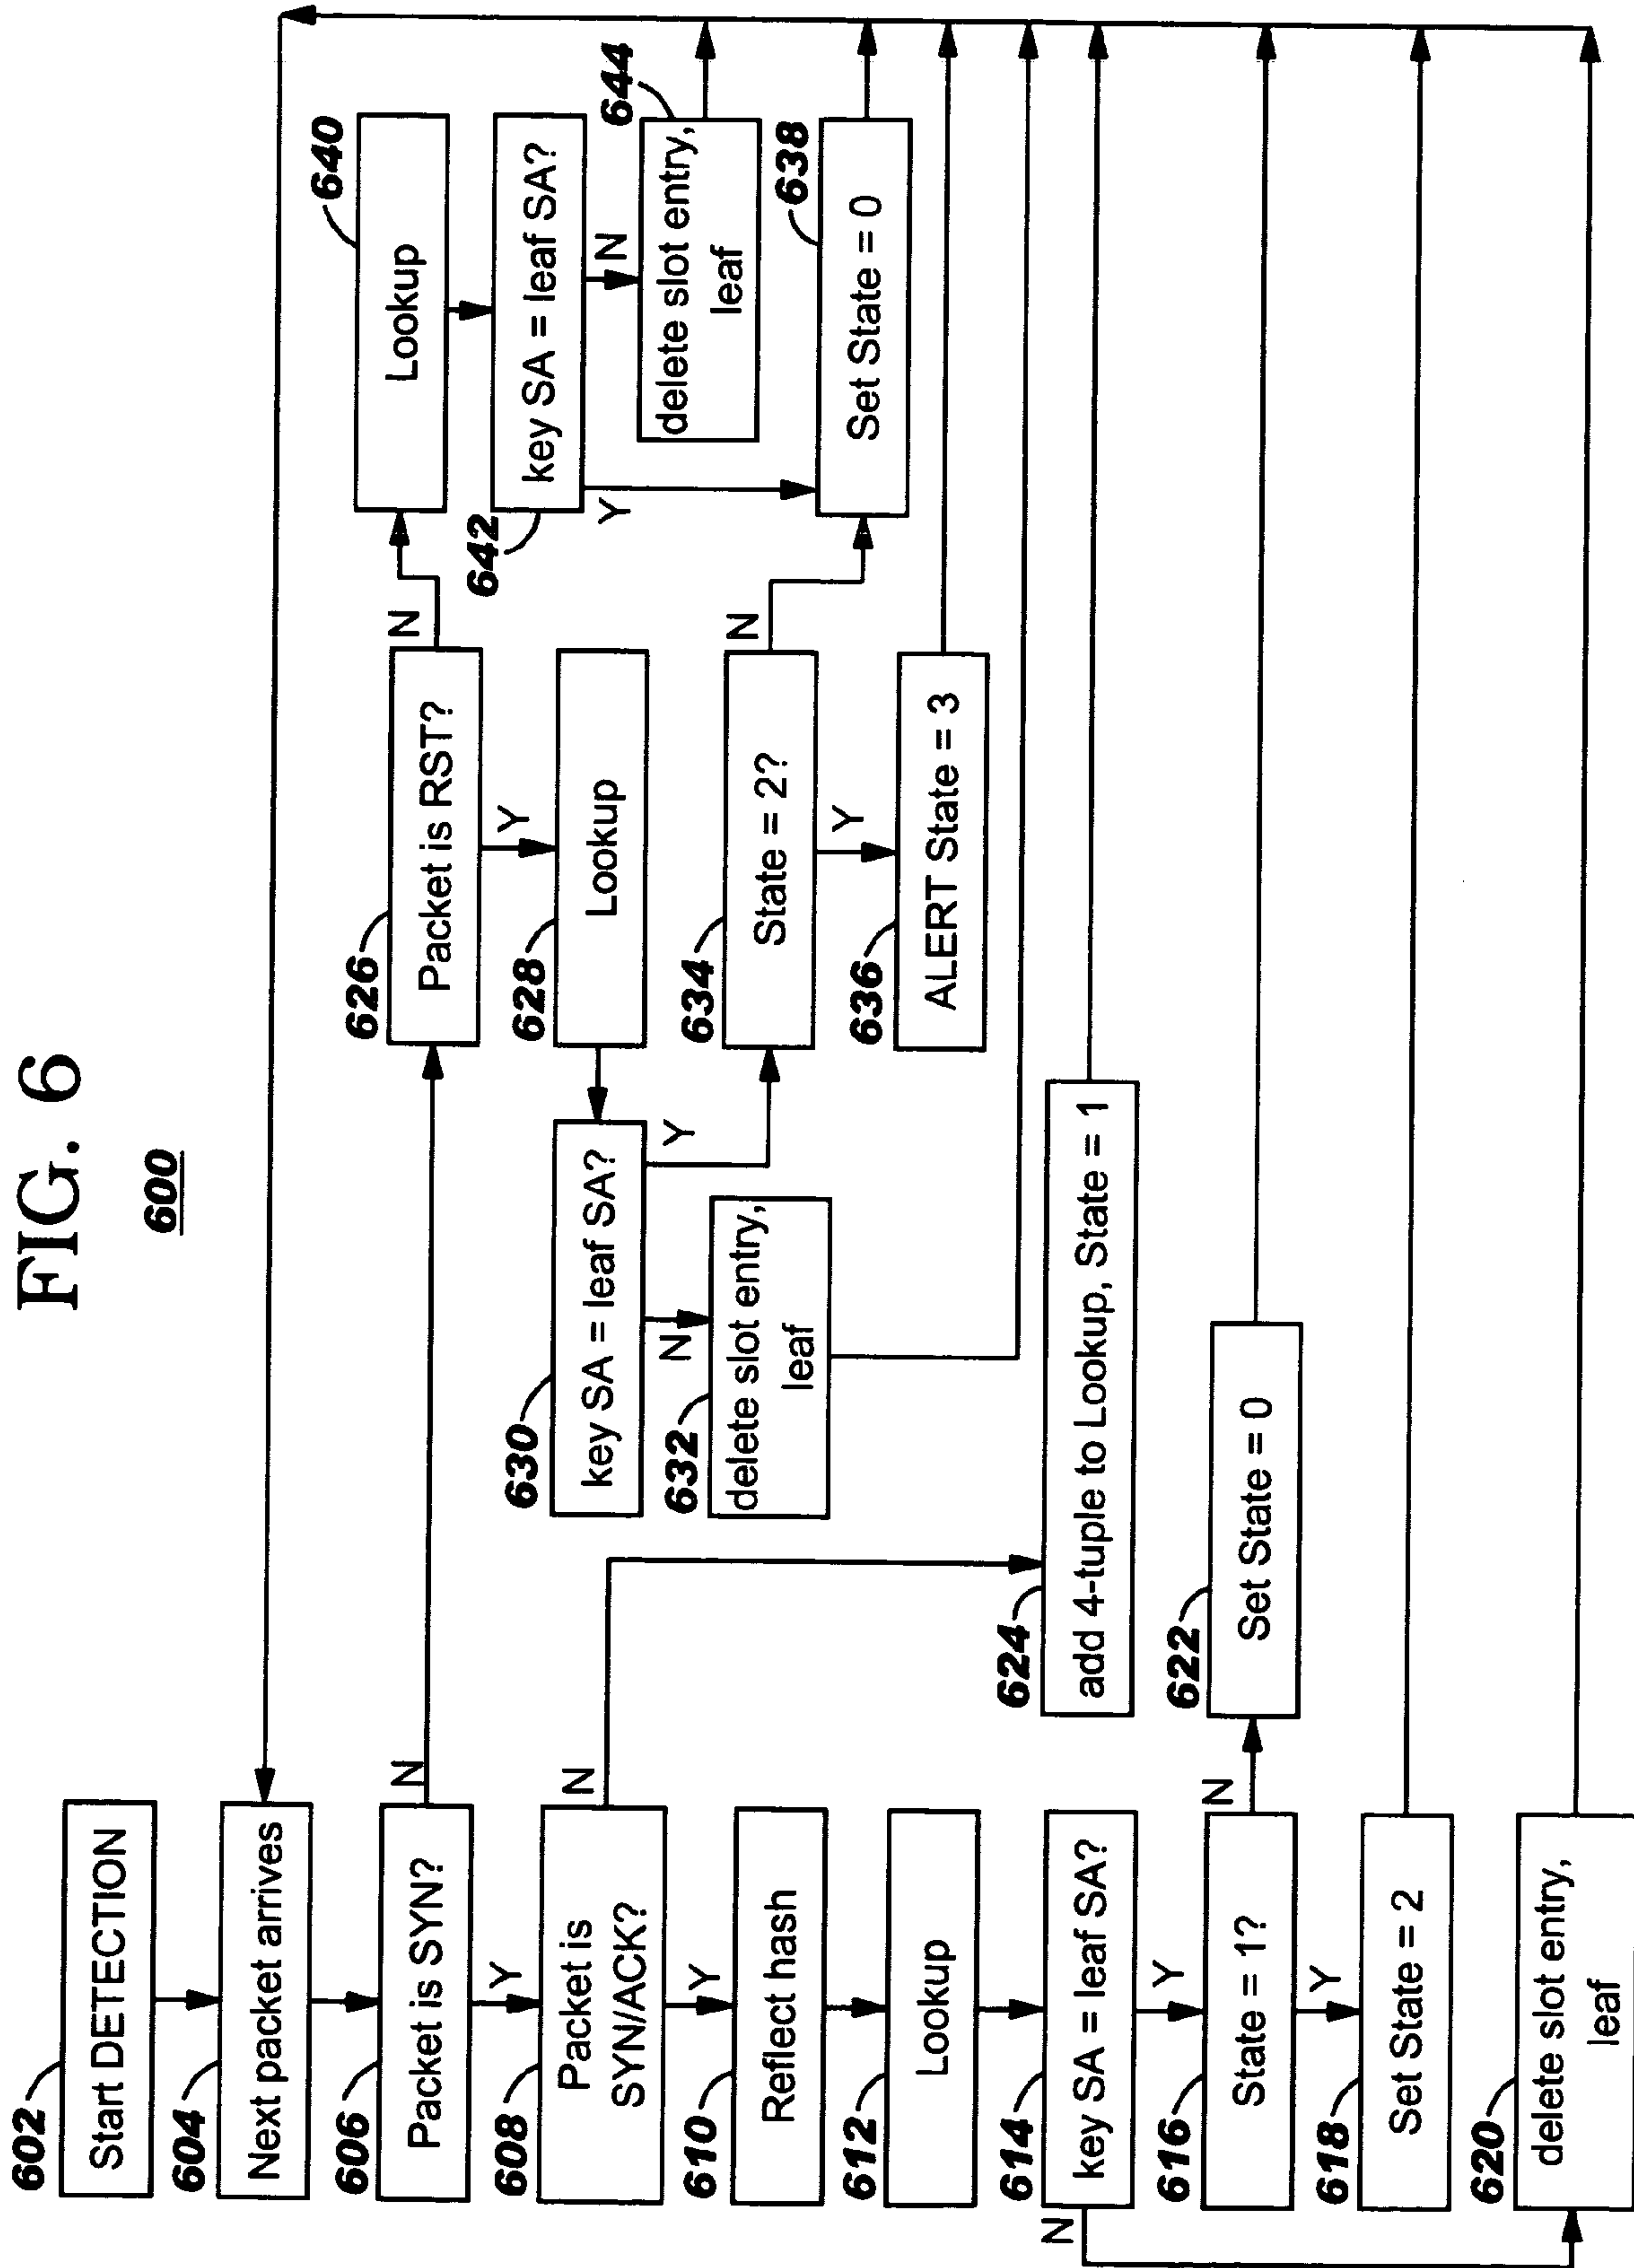 FIG. 6
600
602
Start DETECTION
604
Next packet arrives
606
Packet is SYN?
N
Y
608
Packet is
SYN/ACK?
N
Y
610
Reflect hash
612
Lookup
614
key SA = leaf SA?
N
Y
616
State = 1?
N
Y
618
Set State = 2
620
delete slot entry,
leaf
622
Set State = 0
624
add 4-tuple to Lookup, State = 1
626
Packet is RST?
N
Y
628
Lookup
630
key SA = leaf SA?
Y
N
632
delete slot entry,
leaf
634
State = 2?
N
Y
636
ALERT State = 3
640
Lookup
642
key SA = leaf SA?
Y
N
644
delete slot entry,
leaf
638
Set State = 0